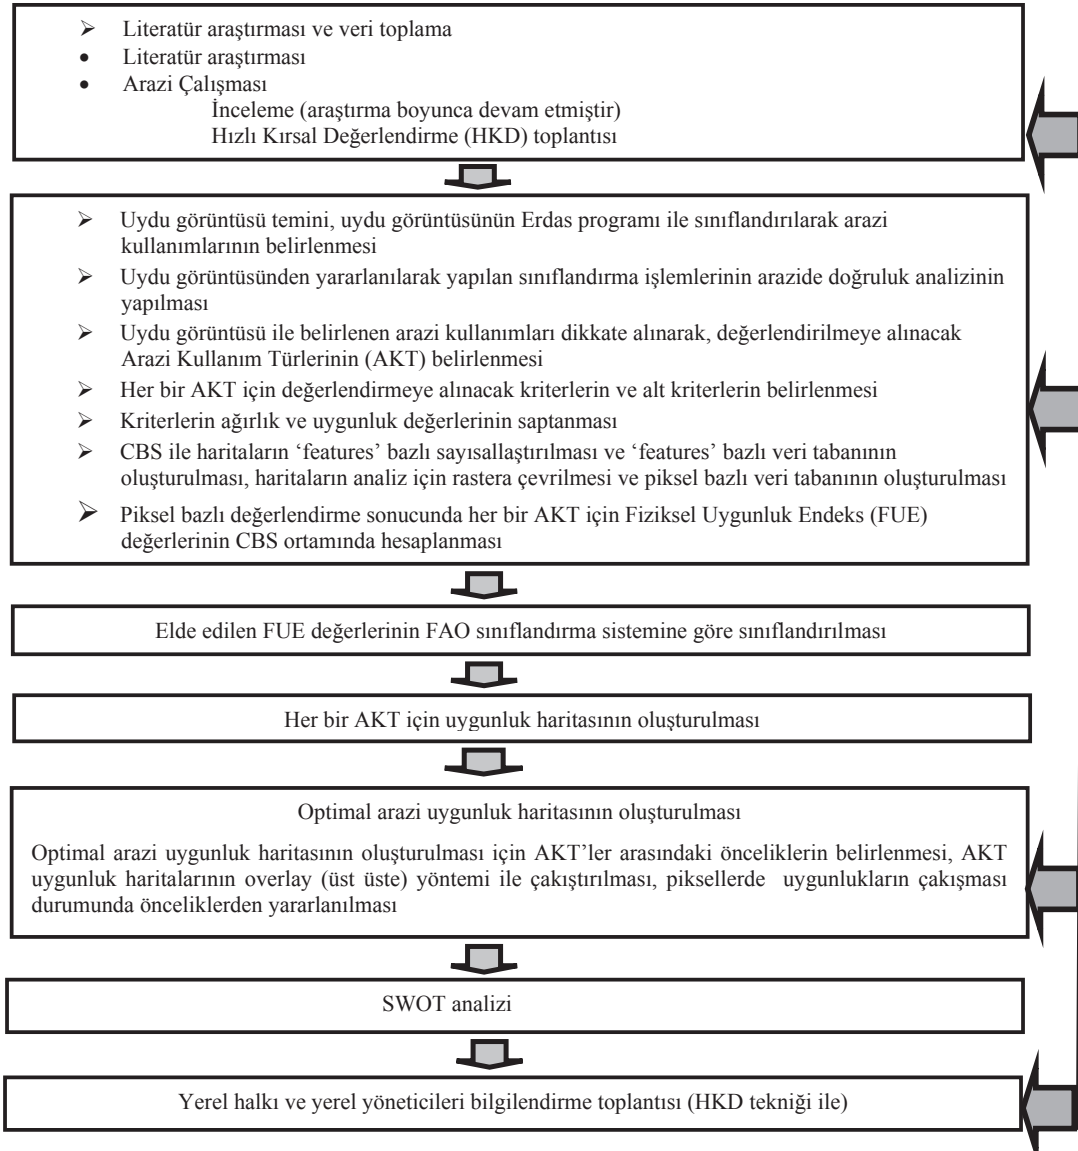 ➢ Literatür araştırması ve veri toplama
• Literatür araştırması
• Arazi Çalışması
İnceleme (araştırma boyunca devam etmiştir)
Hızlı Kırsal Değerlendirme (HKD) toplantısı
➢ Uydu görüntüsü temini, uydu görüntüsünün Erdas programı ile sınıflandırılarak arazi
kullanımlarının belirlenmesi
➢ Uydu görüntüsünden yararlanılarak yapılan sınıflandırma işlemlerinin arazide doğruluk analizinin
yapılması
➢ Uydu görüntüsü ile belirlenen arazi kullanımları dikkate alınarak, değerlendirilmeye alınacak
Arazi Kullanım Türlerinin (AKT) belirlenmesi
➢ Her bir AKT için değerlendirmeye alınacak kriterlerin ve alt kriterlerin belirlenmesi
➢ Kriterlerin ağırlık ve uygunluk değerlerinin saptanması
➢ CBS ile haritaların ‘features’ bazlı sayısallaştırılması ve ‘features’ bazlı veri tabanının
oluşturulması, haritaların analiz için rastera çevrilmesi ve piksel bazlı veri tabanının oluşturulması
➢ Piksel bazlı değerlendirme sonucunda her bir AKT için Fiziksel Uygunluk Endeks (FUE)
değerlerinin CBS ortamında hesaplanması
Elde edilen FUE değerlerinin FAO sınıflandırma sistemine göre sınıflandırılması
Her bir AKT için uygunluk haritasının oluşturulması
Optimal arazi uygunluk haritasının oluşturulması
Optimal arazi uygunluk haritasının oluşturulması için AKT’ler arasındaki önceliklerin belirlenmesi, AKT
uygunluk haritalarının overlay (üst üste) yöntemi ile çakıştırılması, piksellerde uygunlukların çakışması
durumunda önceliklerden yararlanılması
SWOT analizi
Yerel halkı ve yerel yöneticileri bilgilendirme toplantısı (HKD tekniği ile)